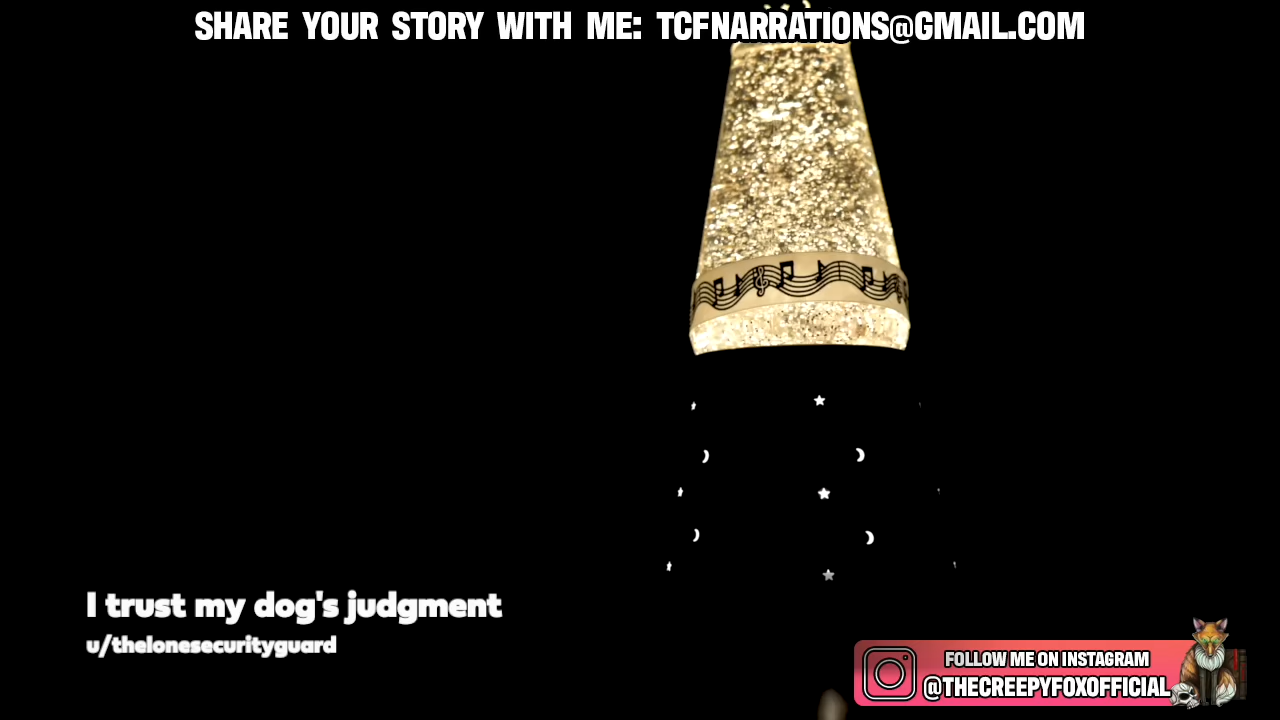 SHARE YOUR STORY WITH ME: TCFNARRATIONS@GMAIL.COM
I trust my dog's judgment
u/thelonesecurityguard
FOLLOW ME ON INSTAGRAM
@THECREEPYFOXOFFICIAL